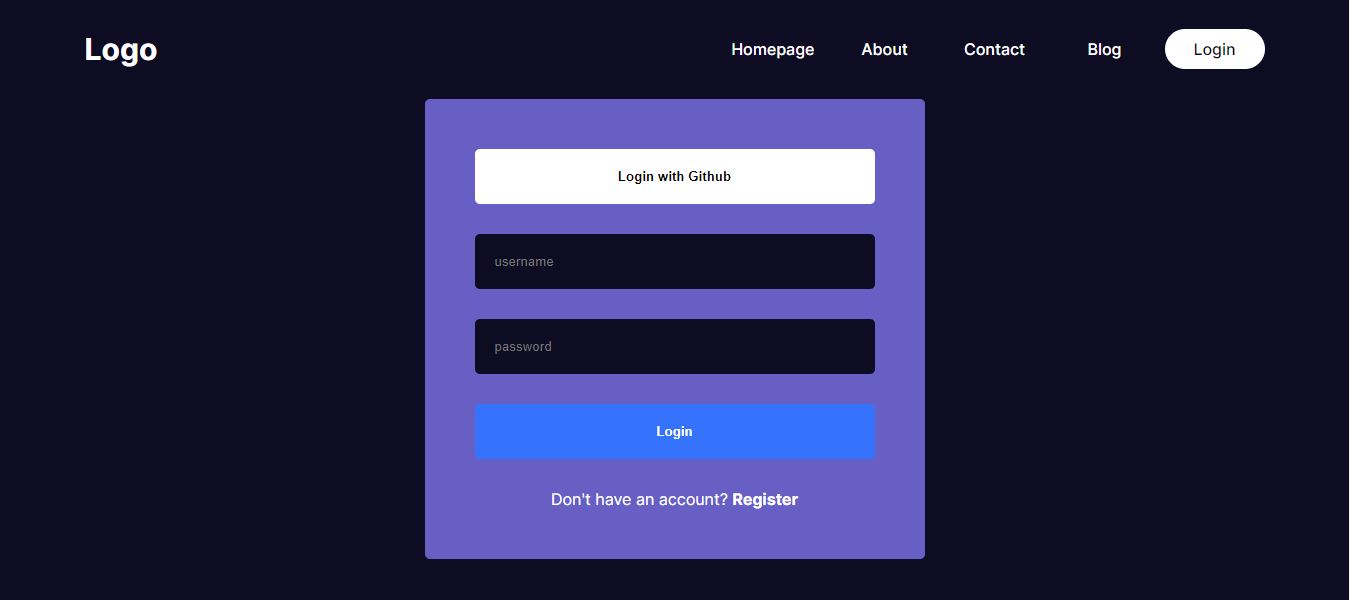 Logo
Homepage About Contact Blog Login
Login with Github
username
password
Login
Don't have an account? Register